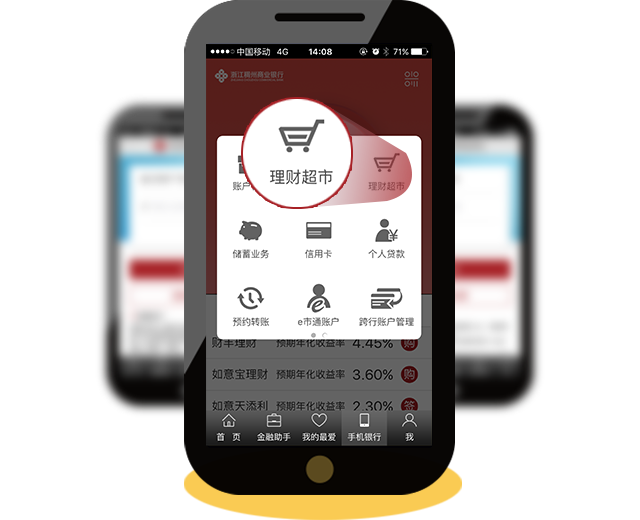 中国移动 4G 14:08 71%
浙江稠州商业银行
理财超市
账户
理财超市
储蓄业务 信用卡 个人贷款
预约转账 e市通账户 跨行账户管理
财丰理财 预期年化收益率 4.45% 购
如意宝理财 预期年化收益率 3.60% 购
如意天添利 预期年化收益率 2.30% 签
首 页 金融助手 我的最爱 手机银行 我